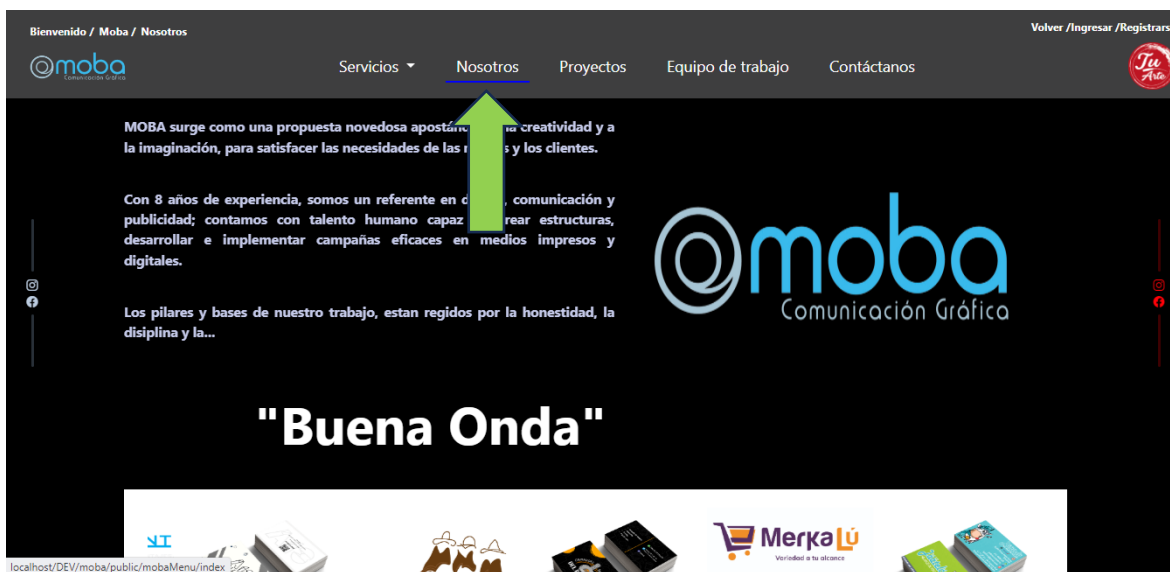 Bienvenido / Moba / Nosotros
Volver /Ingresar /Registrars
moba
Comunicación Gráfica
Servicios
Nosotros
Proyectos
Equipo de trabajo
Contáctanos
Tu
Arte
MOBA surge como una propuesta novedosa creatividad y a
la imaginación, para satisfacer las necesidades de las y los clientes.
Con 8 años de experiencia, somos un referente en comunicación y
publicidad; contamos con talento humano capaz estructuras,
desarrollar e implementar campañas eficaces en medios impresos y
digitales.
Los pilares y bases de nuestro trabajo, estan regidos por la honestidad, la
disiplina y la...
moba
Comunicación Gráfica
"Buena Onda"
MerkaLú
Variedad a tu alcance
localhost/DEV/moba/public/mobaMenu/index